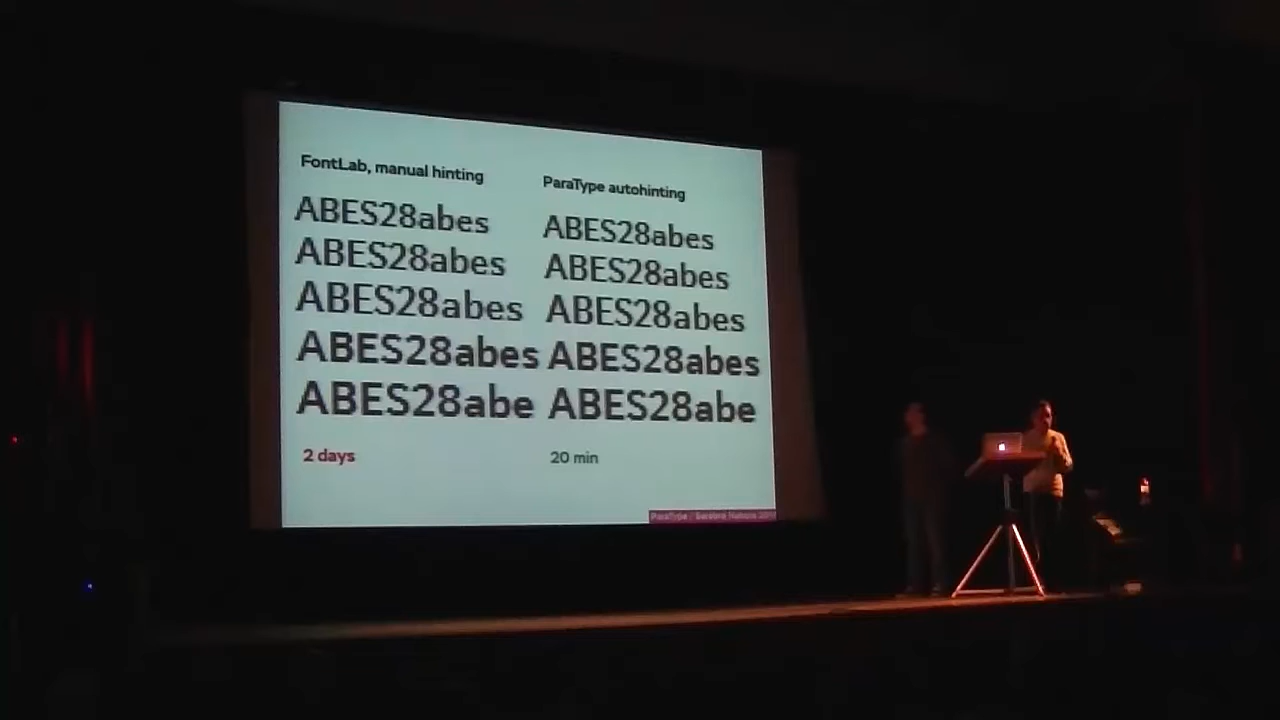 FontLab, manual hinting
ABES28abes
ABES28abes
ABES28abes
ABES28abes
ABES28abe
2 days
ParaType autohinting
ABES28abes
ABES28abes
ABES28abes
ABES28abes
ABES28abe
20 min
ParaType /